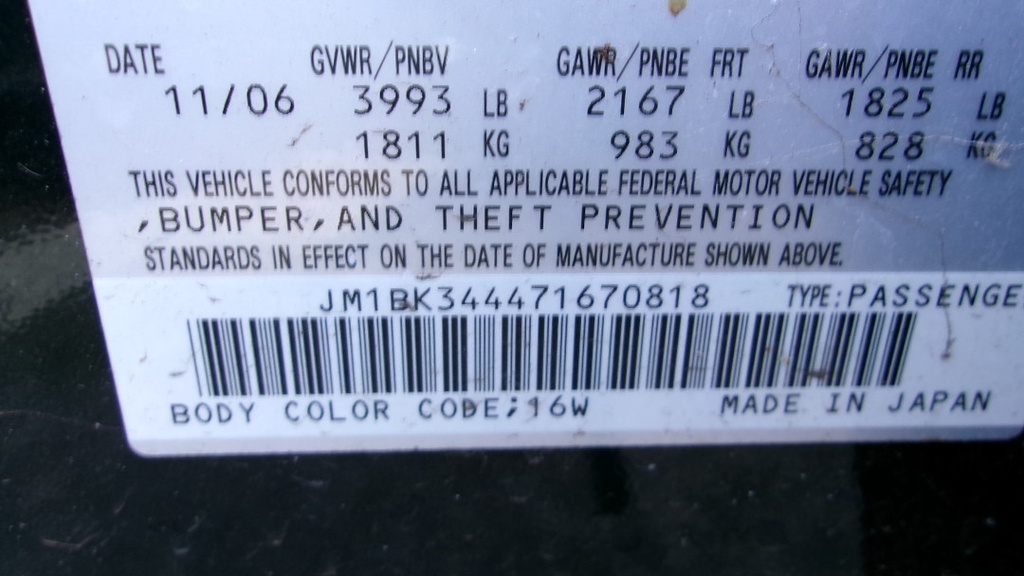 DATE GVWR/PNBV GAWR/PNBE FRT GAWR/PNBE RR
11/06 3993 LB 2167 LB 1825 LB
1811 KG 983 KG 828 KG
THIS VEHICLE CONFORMS TO ALL APPLICABLE FEDERAL MOTOR VEHICLE SAFETY
,BUMPER,AND THEFT PREVENTION
STANDARDS IN EFFECT ON THE DATE OF MANUFACTURE SHOWN ABOVE.
JM1BK344471670818 TYPE:PASSENGE
BODY COLOR CODE;16W MADE IN JAPAN